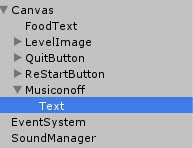 Canvas
FoodText
LevelImage
QuitButton
ReStartButton
Musiconoff
Text
EventSystem
SoundManager